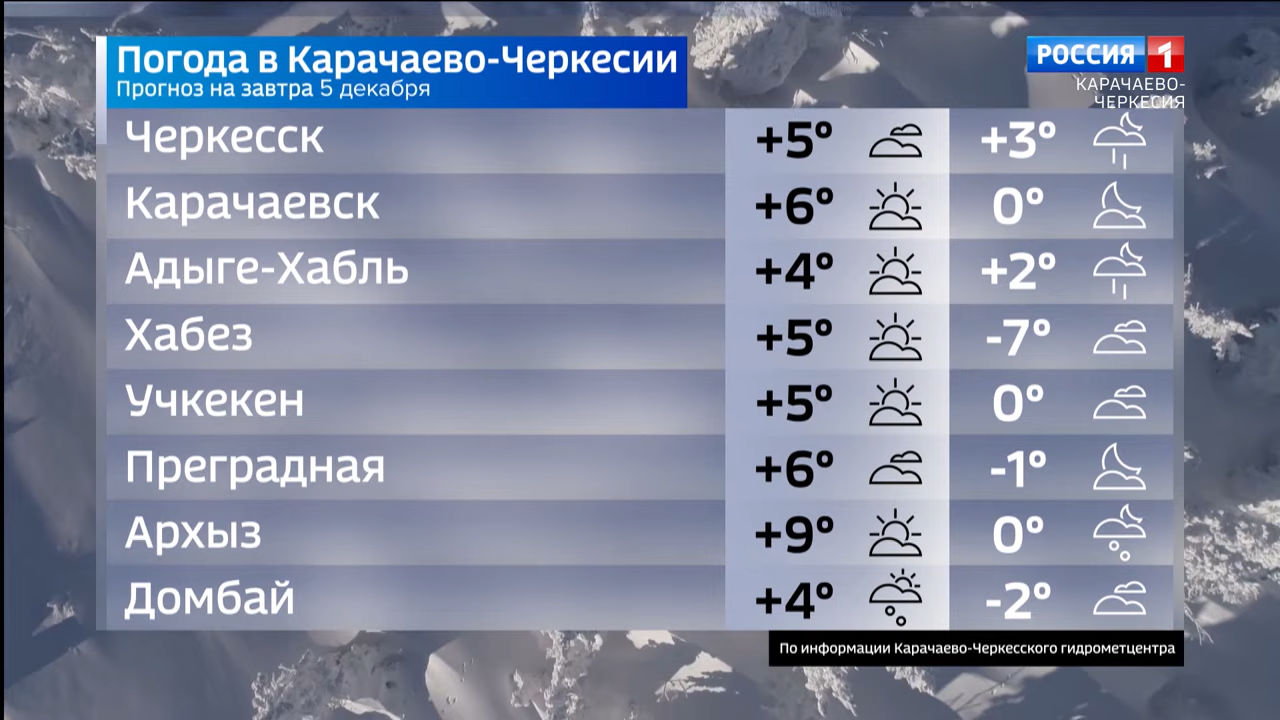 Погода в Карачаево-Черкесии
Прогноз на завтра 5 декабря
РОССИЯ 1
КАРАЧАЕВО-
ЧЕРКЕСИЯ
Черкесск +5° +3°
Карачаевск +6° 0°
Адыге-Хабль +4° +2°
Хабез +5° -7°
Учкекен +5° 0°
Преградная +6° -1°
Архыз +9° 0°
Домбай +4° -2°
По информации Карачаево-Черкесского гидрометцентра